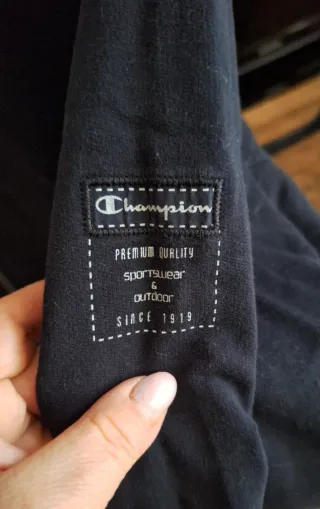 Champion
PREMIUM QUALITY
sportswear
&
outdoor
SINCE 1919